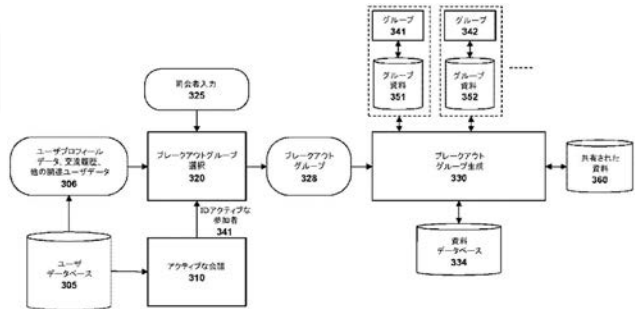 グループ
341
グループ
342
グループ
資料
351
グループ
資料
352
司会者入力
325
ユーザプロフィール
データ、交流履歴、
他の関連ユーザデータ
306
ブレークアウトグループ
選択
320
ブレークアウト
グループ
328
ブレークアウト
グループ生成
330
共有された
資料
360
IDアクティブな
参加者
341
ユーザ
データベース
305
アクティブな会議
310
資料
データベース
334